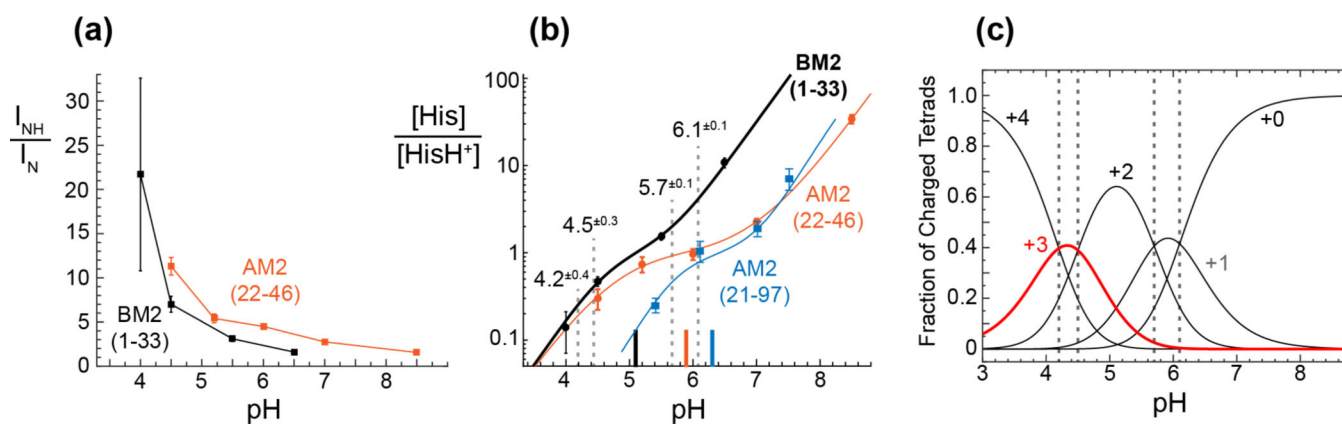 (a)
I_NH
I_N
30
25
20
15
10
5
0
4
5
6
7
8
pH
AM2
(22-46)
BM2
(1-33)
(b)
[His]
[HisH+]
100
10
1
0.1
4
5
6
7
8
pH
BM2
(1-33)
6.1±0.1
5.7±0.1
4.5±0.3
4.2±0.4
AM2
(22-46)
AM2
(21-97)
(c)
Fraction of Charged Tetrads
1.0
0.8
0.6
0.4
0.2
0
3
4
5
6
7
8
pH
+4
+3
+2
+1
+0